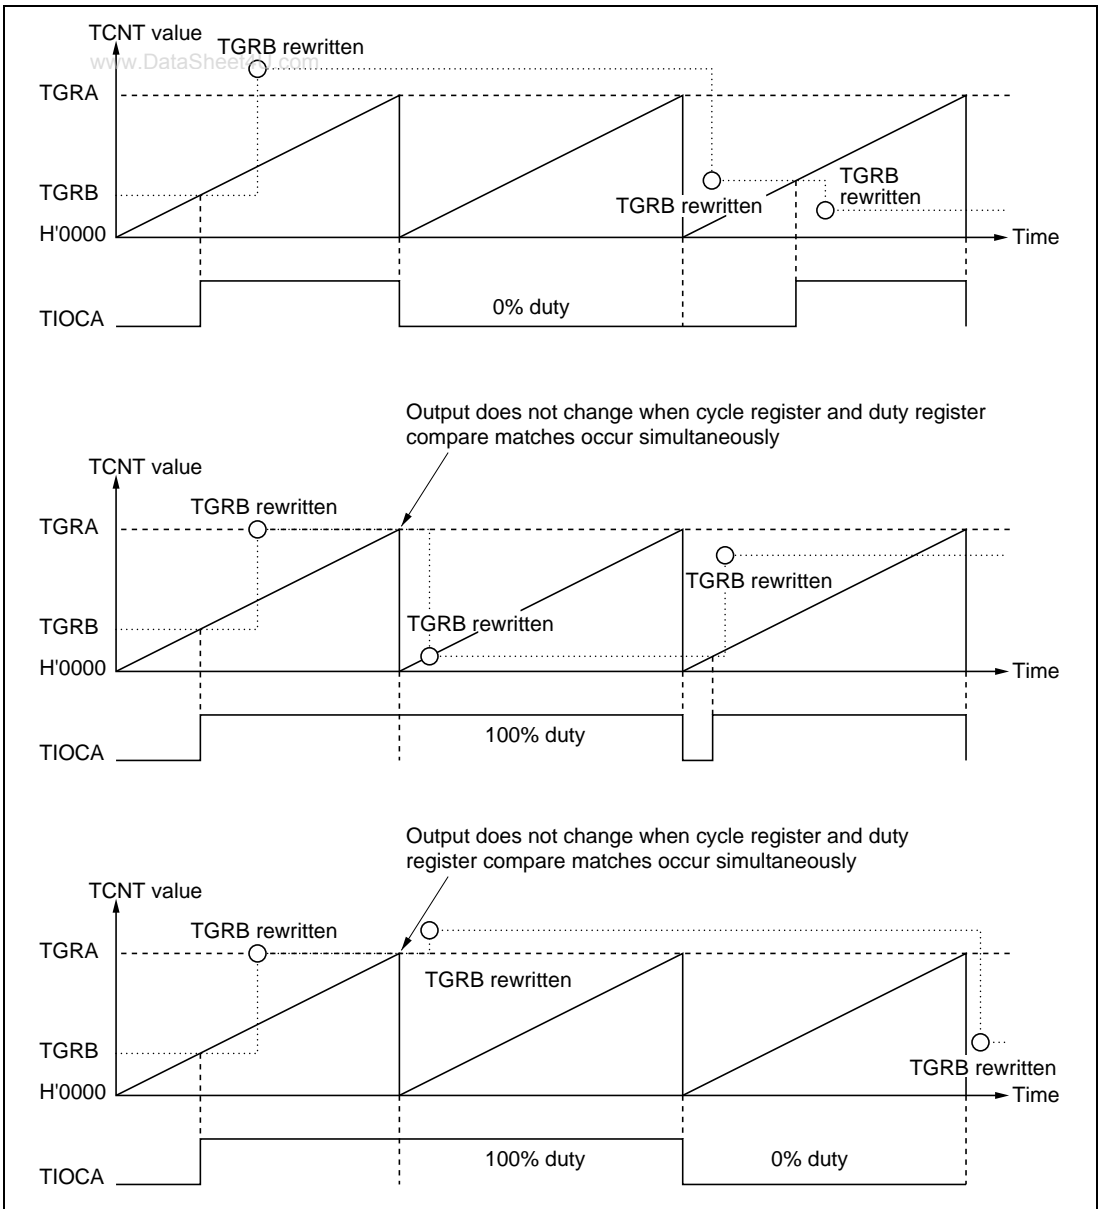 TCNT value
TGRB rewritten
www.DataSheet4U.com
TGRA
TGRB
TGRB
rewritten
TGRB rewritten
H'0000
Time
0% duty
TIOCA
Output does not change when cycle register and duty register
compare matches occur simultaneously
TCNT value
TGRB rewritten
TGRA
TGRB rewritten
TGRB
TGRB rewritten
H'0000
Time
100% duty
TIOCA
Output does not change when cycle register and duty
register compare matches occur simultaneously
TCNT value
TGRB rewritten
TGRA
TGRB rewritten
TGRB
TGRB rewritten
H'0000
Time
100% duty
0% duty
TIOCA